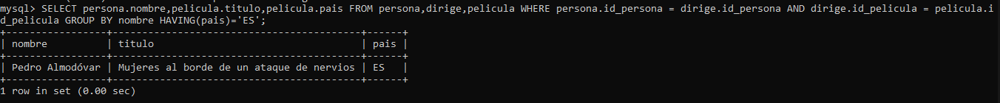 mysql> SELECT persona.nombre,pelicula.titulo,pelicula.pais FROM persona,dirige,pelicula WHERE persona.id_persona = dirige.id_persona AND dirige.id_pelicula = pelicula.i
d_pelicula GROUP BY nombre HAVING(pais)='ES';
+-----------------+-----------------------------------------+------+
| nombre          | titulo                                  | pais |
+-----------------+-----------------------------------------+------+
| Pedro Almodóvar | Mujeres al borde de un ataque de nervios | ES   |
+-----------------+-----------------------------------------+------+
1 row in set (0.00 sec)